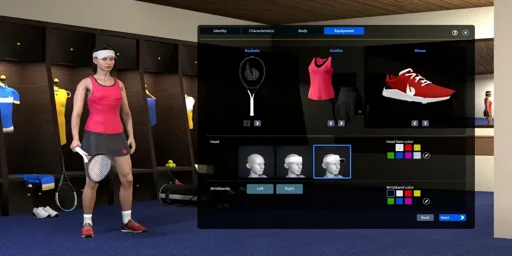 Identity Characteristics Body Equipment
Rackets Outfits Shoes
Head
Head item color
Wristbands Left Right
Wristband color
Back Next